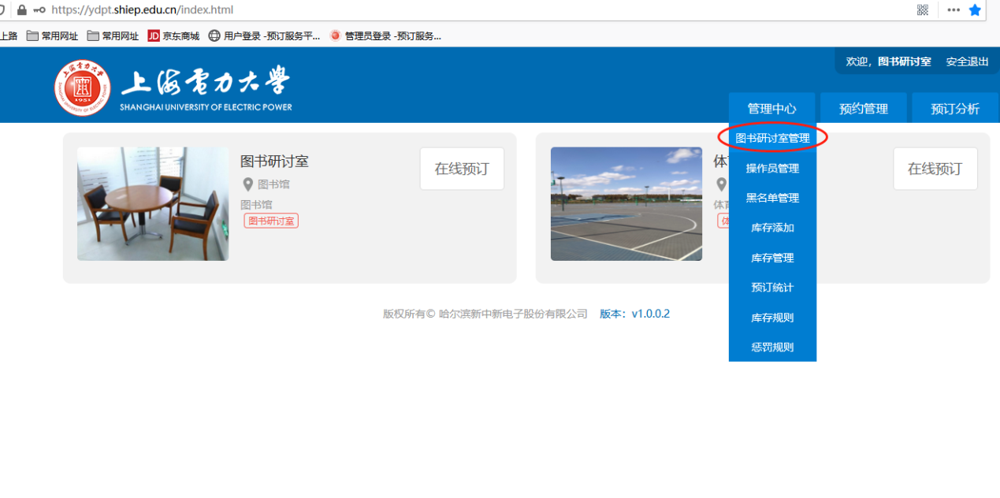 https://ydpt.shiep.edu.cn/index.html
上路 常用网址 常用网址 JD 京东商城 用户登录 -预订服务平... 管理员登录 -预订服务...
欢迎，图书研讨室 安全退出
上海電力大學
SHANGHAI UNIVERSITY OF ELECTRIC POWER
1951
管理中心 预约管理 预订分析
图书研讨室管理
操作员管理
黑名单管理
库存添加
库存管理
预订统计
库存规则
惩罚规则
图书研讨室
图书馆
图书馆
图书研讨室
在线预订
体
体育
体
在线预订
版权所有© 哈尔滨新中新电子股份有限公司 版本：v1.0.0.2